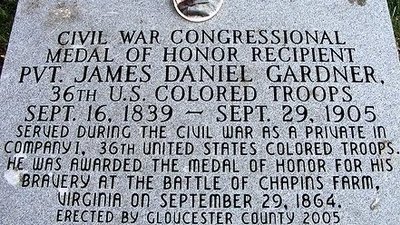 CIVIL WAR CONGRESSIONAL
MEDAL OF HONOR RECIPIENT
PVT. JAMES DANIEL GARDNER,
36TH U.S. COLORED TROOPS
SEPT. 16, 1839 – SEPT. 29, 1905
SERVED DURING THE CIVIL WAR AS A PRIVATE IN
COMPANY I, 36TH UNITED STATES COLORED TROOPS.
HE WAS AWARDED THE MEDAL OF HONOR FOR HIS
BRAVERY AT THE BATTLE OF CHAPINS FARM,
VIRGINIA ON SEPTEMBER 29, 1864.
ERECTED BY GLOUCESTER COUNTY 2005